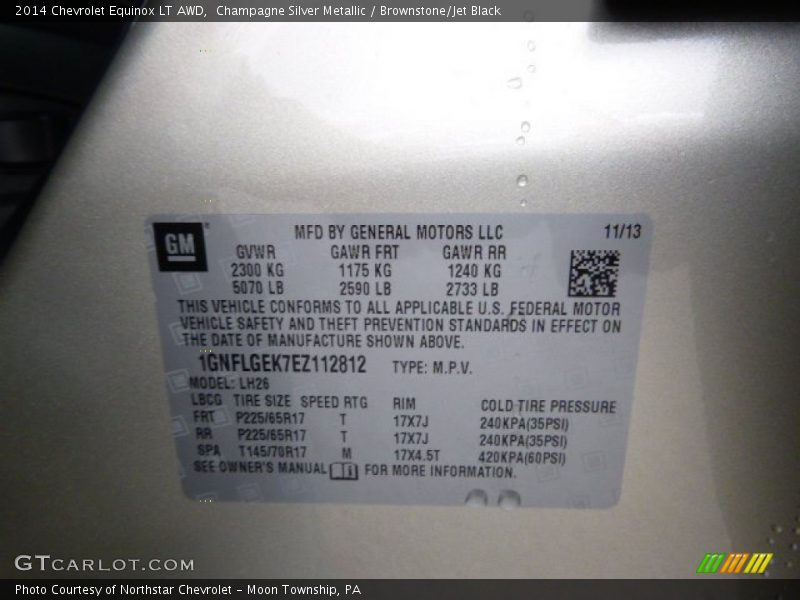 2014 Chevrolet Equinox LT AWD, Champagne Silver Metallic / Brownstone/Jet Black
GM
MFD BY GENERAL MOTORS LLC 11/13
GVWR GAWR FRT GAWR RR
2300 KG 1175 KG 1240 KG
5070 LB 2590 LB 2733 LB
THIS VEHICLE CONFORMS TO ALL APPLICABLE U.S. FEDERAL MOTOR
VEHICLE SAFETY AND THEFT PREVENTION STANDARDS IN EFFECT ON
THE DATE OF MANUFACTURE SHOWN ABOVE.
1GNFLGEK7EZ112812 TYPE: M.P.V.
MODEL: LH26
LBCG TIRE SIZE SPEED RTG RIM COLD TIRE PRESSURE
FRT P225/65R17 T 17X7J 240KPA(35PSI)
RR P225/65R17 T 17X7J 240KPA(35PSI)
SPA T145/70R17 M 17X4.5T 420KPA(60PSI)
SEE OWNER'S MANUAL FOR MORE INFORMATION.
GTCARLOT.COM
Photo Courtesy of Northstar Chevrolet - Moon Township, PA